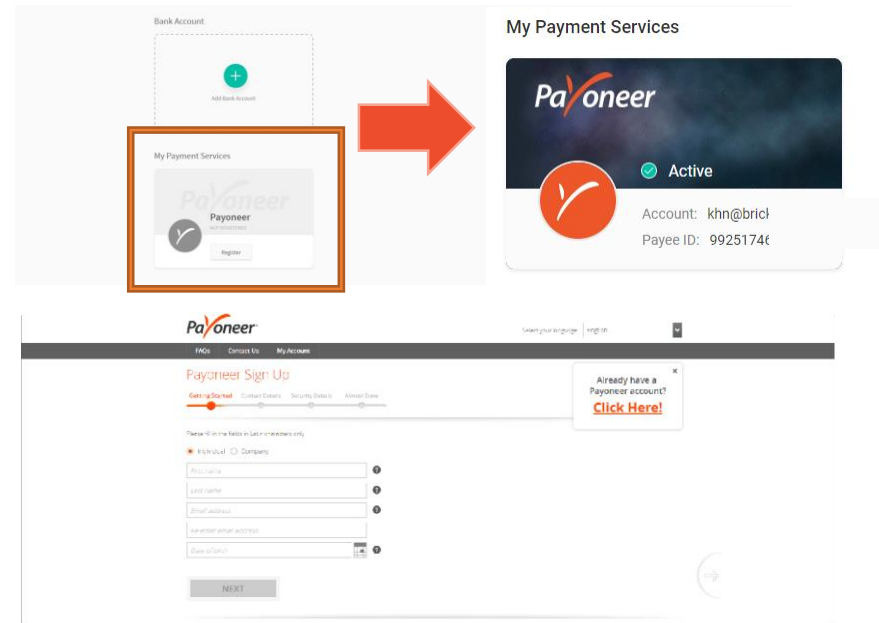 Bank Account
Add Bank Account
My Payment Services
Payoneer
Payoneer
NOT REGISTERED
Register
My Payment Services
Payoneer
Active
Account: khn@brick
Payee ID: 99251746
Payoneer
Select your language English
FAQs Contact Us My Account
Payoneer Sign Up
Getting Started Contact Details Security Details Almost Done
Please fill in the fields in Latin characters only
Individual Company
First name
Last name
Email address
Re-enter email address
Date of birth
NEXT
Already have a
Payoneer account?
Click Here!